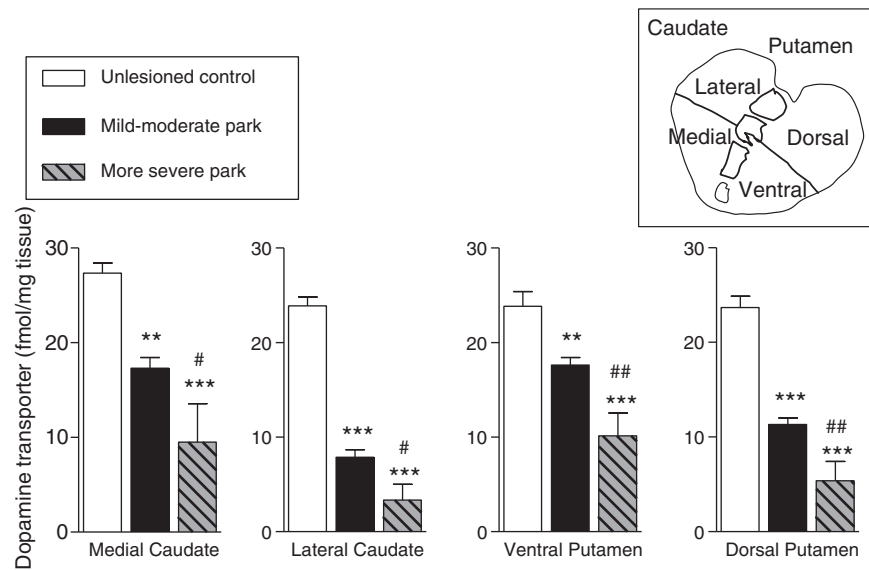 Caudate
Putamen
Lateral
Medial
Dorsal
Ventral
Unlesioned control
Mild-moderate park
More severe park
Dopamine transporter (fmol/mg tissue)
30
20
10
0
**
#
***
Medial Caudate
30
20
10
0
***
#
***
Lateral Caudate
30
20
10
0
**
##
***
Ventral Putamen
30
20
10
0
***
##
***
Dorsal Putamen